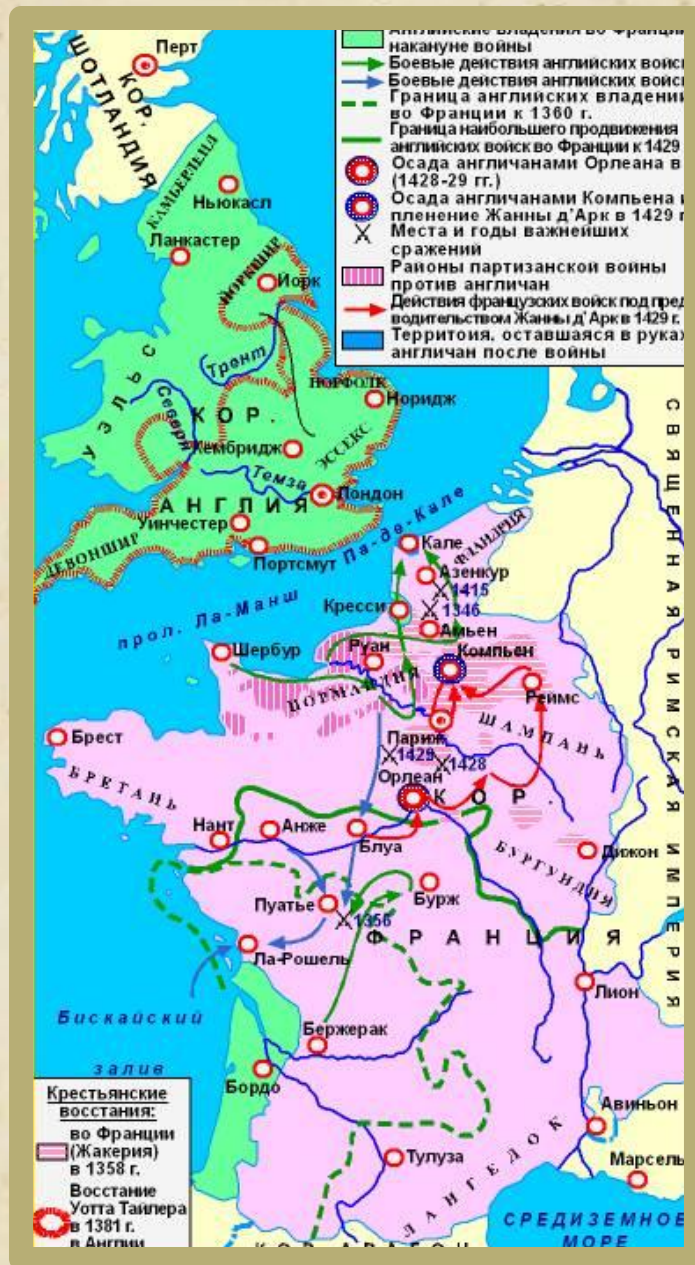 Английские владения во Франции
накануне войны
Боевые действия английских войск
Боевые действия английских войск
Граница английских владений
во Франции к 1360 г.
Граница наибольшего продвижения
английских войск во Франции к 1429
Осада англичанами Орлеана в
(1428-29 гг.)
Осада англичанами Компьена и
пленение Жанны д'Арк в 1429 г
Места и годы важнейших
сражений
Районы партизанской войны
против англичан
Действия французских войск под пред
водительством Жанны д'Арк в 1429 г.
Территоия, оставшаяся в руках
англичан после войны
Перт
КОР.
ШОТЛАНДИЯ
КАМБЕРЛЕНД
Ньюкасл
Ланкастер
ЙОРКШИР
Йорк
Трент
УЭЛЬС
Северн
НОРФОЛК
Норидж
КОР.
Кембридж
ЭССЕКС
Темза
АНГЛИЯ
Лондон
Уинчестер
ДЕВОНШИР
Портсмут
Па-де-Кале
прол. Ла-Манш
СВЯЩЕННАЯ РИМСКАЯ ИМПЕРИЯ
Кале
ФЛАНДРИЯ
Азенкур
1415
Кресси
1346
Амьен
Шербур
Руан
Компьен
НОРМАНДИЯ
Реймс
ШАМПАНЬ
Париж
Брест
1429
1428
БРЕТАНЬ
Орлеан
КОР.
Нант
Анже
Блуа
БУРГУНДИЯ
Дижон
Пуатье
Бурж
1356
ФРАНЦИЯ
Ла-Рошель
Лион
Бискайский
залив
Бержерак
Бордо
Авиньон
Тулуза
ЛАНГЕДОК
Марсель
СРЕДИЗЕМНОЕ
МОРЕ
Крестьянские
восстания:
во Франции
(Жакерия)
в 1358 г.
Восстание
Уотта Тайлера
в 1381 г.
в Англии